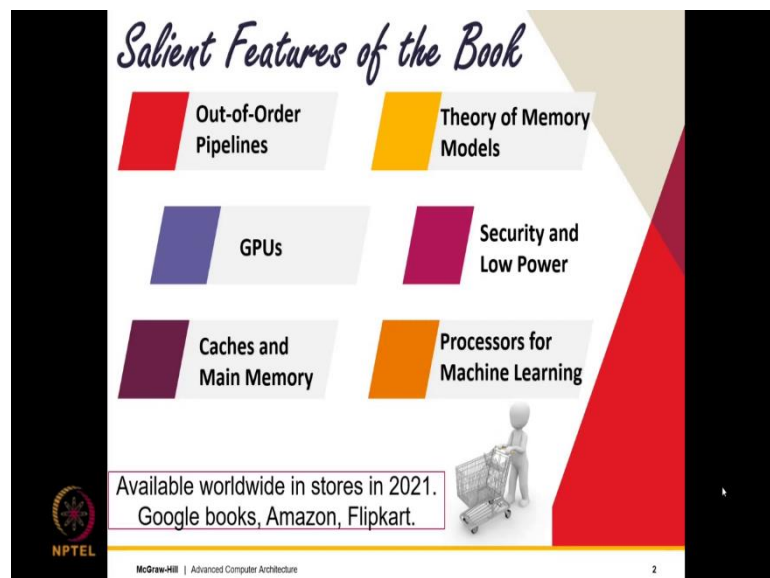 Salient Features of the Book
Out-of-Order
Pipelines
Theory of Memory
Models
GPUs
Security and
Low Power
Caches and
Main Memory
Processors for
Machine Learning
Available worldwide in stores in 2021.
Google books, Amazon, Flipkart.
NPTEL
McGraw-Hill | Advanced Computer Architecture
2